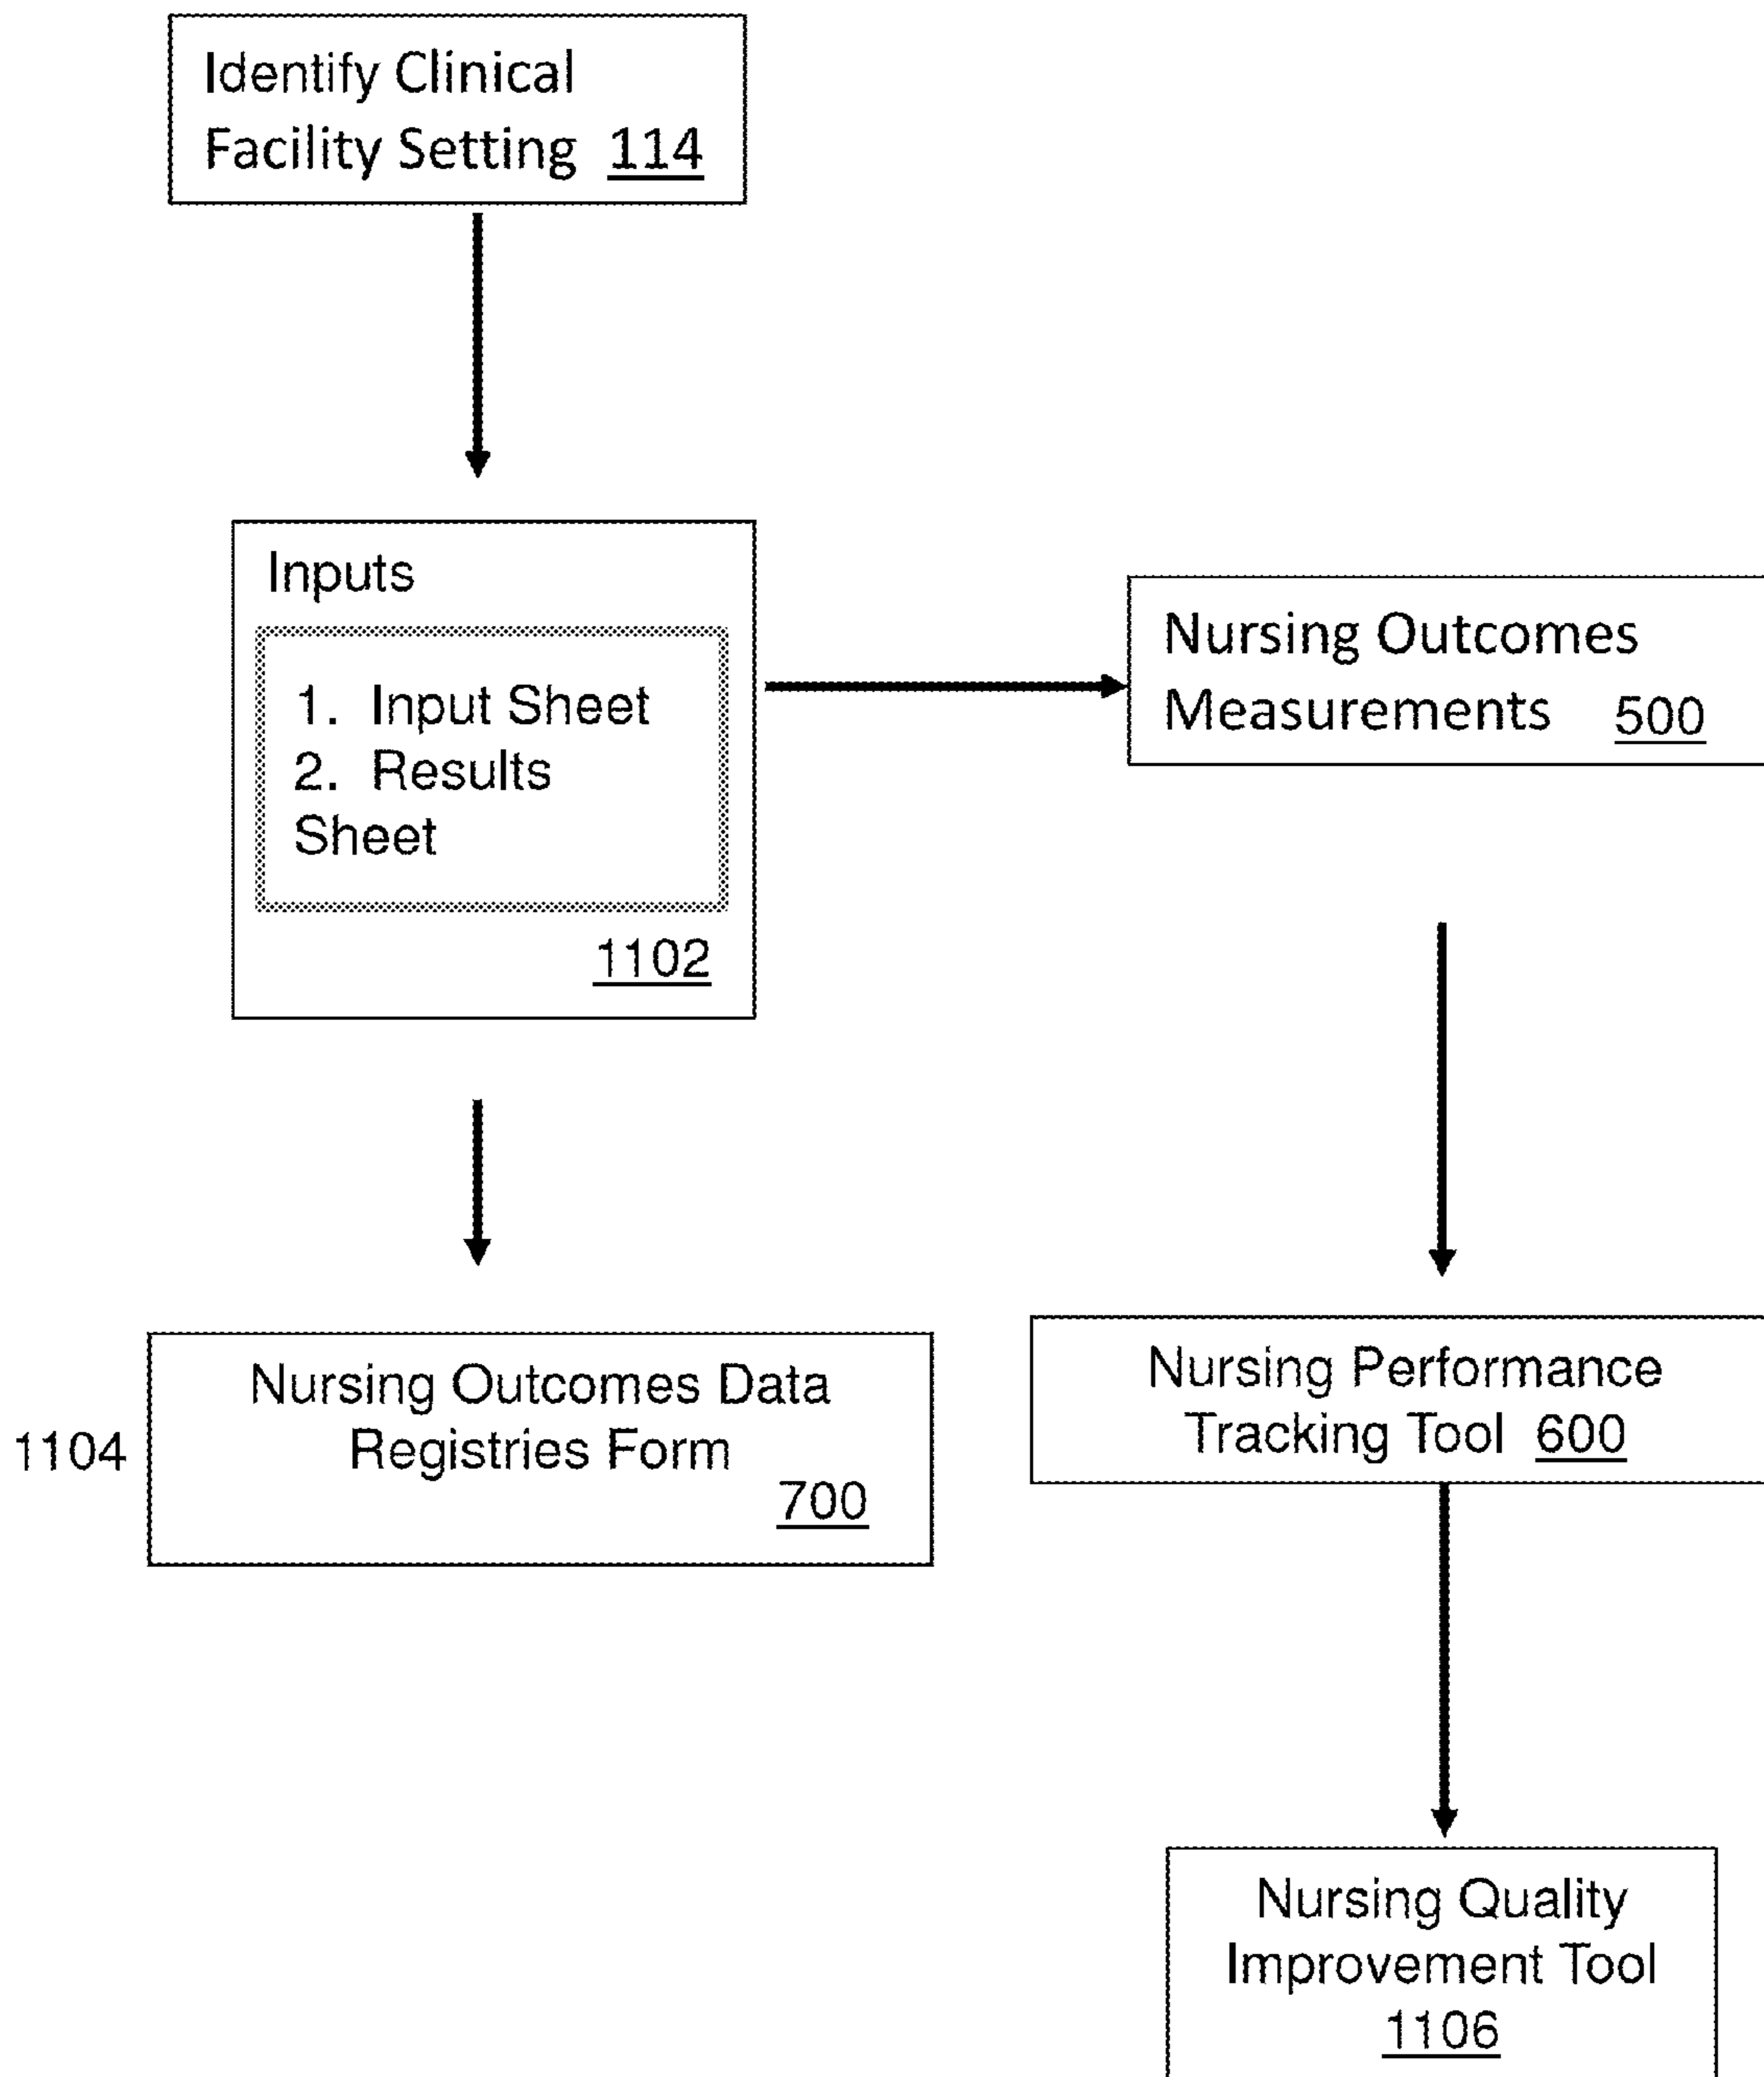 Identify Clinical
Facility Setting 114
Inputs
1. Input Sheet
2. Results
Sheet
1102
Nursing Outcomes
Measurements 500
1104
Nursing Outcomes Data
Registries Form
700
Nursing Performance
Tracking Tool 600
Nursing Quality
Improvement Tool
1106